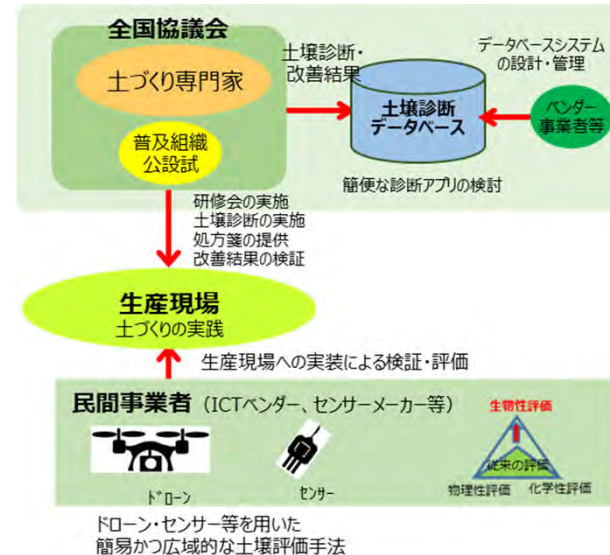 全国協議会
土づくり専門家
普及組織
公設試
土壌診断・
改善結果
データベースシステム
の設計・管理
土壌診断
データベース
ベンダー
事業者等
簡便な診断アプリの検討
研修会の実施
土壌診断の実施
処方箋の提供
改善結果の検証
生産現場
土づくりの実践
生産現場への実装による検証・評価
民間事業者（ICTベンダー、センサーメーカー等）
ドローン
センサー
生物性評価
従来の評価
物理性評価
化学性評価
ドローン・センサー等を用いた
簡易かつ広域的な土壌評価手法